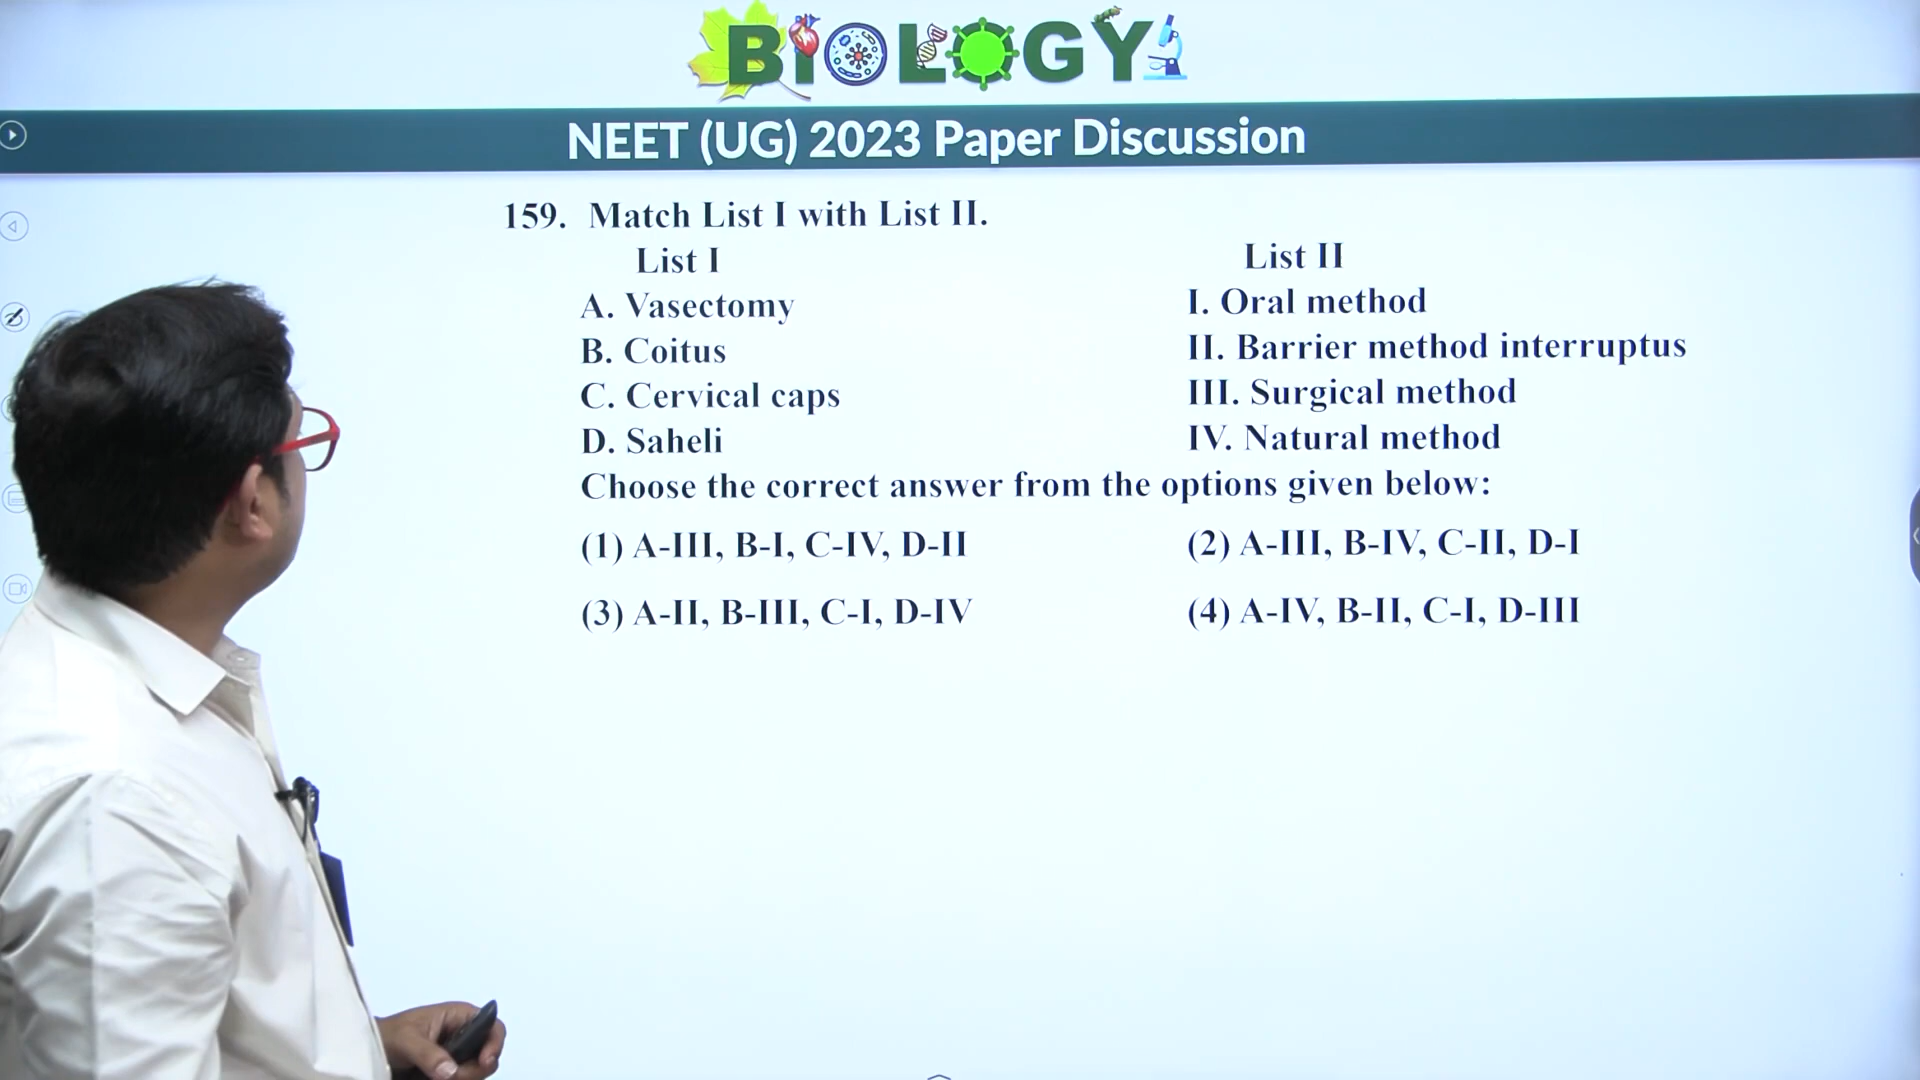 BIOLOGY
NEET (UG) 2023 Paper Discussion
159. Match List I with List II.
List I List II
A. Vasectomy I. Oral method
B. Coitus II. Barrier method interruptus
C. Cervical caps III. Surgical method
D. Saheli IV. Natural method
Choose the correct answer from the options given below:
(1) A-III, B-I, C-IV, D-II (2) A-III, B-IV, C-II, D-I
(3) A-II, B-III, C-I, D-IV (4) A-IV, B-II, C-I, D-III